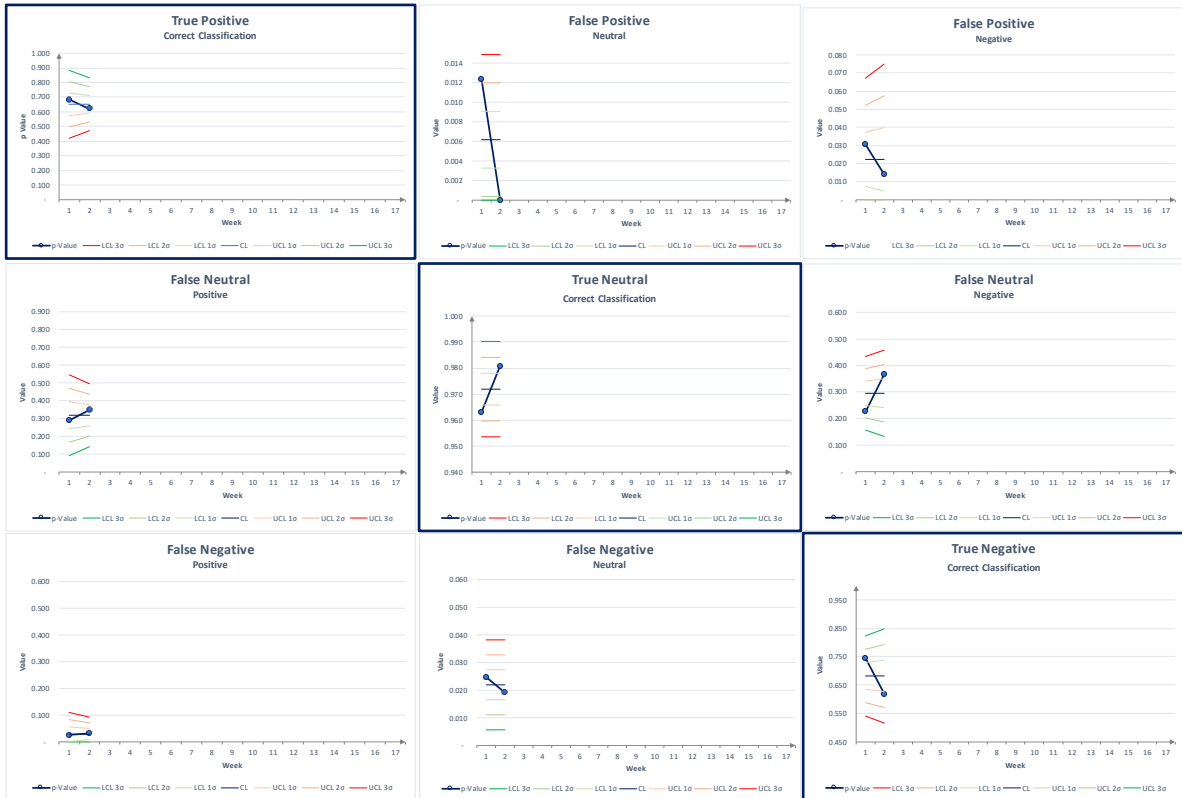 True Positive
Correct Classification
p Value
1.000
0.900
0.800
0.700
0.600
0.500
0.400
0.300
0.200
0.100
-
1 2 3 4 5 6 7 8 9 10 11 12 13 14 15 16 17
Week
p-Value LCL 3σ LCL 2σ LCL 1σ CL UCL 1σ UCL 2σ UCL 3σ
False Positive
Neutral
Value
0.014
0.012
0.010
0.008
0.006
0.004
0.002
-
1 2 3 4 5 6 7 8 9 10 11 12 13 14 15 16 17
Week
p-Value LCL 3σ LCL 2σ LCL 1σ CL UCL 1σ UCL 2σ UCL 3σ
False Positive
Negative
Value
0.080
0.070
0.060
0.050
0.040
0.030
0.020
0.010
-
1 2 3 4 5 6 7 8 9 10 11 12 13 14 15 16 17
Week
p-Value LCL 3σ LCL 2σ LCL 1σ CL UCL 1σ UCL 2σ UCL 3σ
False Neutral
Positive
Value
0.900
0.800
0.700
0.600
0.500
0.400
0.300
0.200
0.100
-
1 2 3 4 5 6 7 8 9 10 11 12 13 14 15 16 17
Week
p-Value LCL 3σ LCL 2σ LCL 1σ CL UCL 1σ UCL 2σ UCL 3σ
True Neutral
Correct Classification
Value
1.000
0.990
0.980
0.970
0.960
0.950
0.940
1 2 3 4 5 6 7 8 9 10 11 12 13 14 15 16 17
Week
p-Value LCL 3σ LCL 2σ LCL 1σ CL UCL 1σ UCL 2σ UCL 3σ
False Neutral
Negative
Value
0.600
0.500
0.400
0.300
0.200
0.100
-
1 2 3 4 5 6 7 8 9 10 11 12 13 14 15 16 17
Week
p-Value LCL 3σ LCL 2σ LCL 1σ CL UCL 1σ UCL 2σ UCL 3σ
False Negative
Positive
Value
0.600
0.500
0.400
0.300
0.200
0.100
-
1 2 3 4 5 6 7 8 9 10 11 12 13 14 15 16 17
Week
p-Value LCL 3σ LCL 2σ LCL 1σ CL UCL 1σ UCL 2σ UCL 3σ
False Negative
Neutral
Value
0.060
0.050
0.040
0.030
0.020
0.010
-
1 2 3 4 5 6 7 8 9 10 11 12 13 14 15 16 17
Week
p-Value LCL 3σ LCL 2σ LCL 1σ CL UCL 1σ UCL 2σ UCL 3σ
True Negative
Correct Classification
Value
0.950
0.850
0.750
0.650
0.550
0.450
1 2 3 4 5 6 7 8 9 10 11 12 13 14 15 16 17
Week
p-Value LCL 3σ LCL 2σ LCL 1σ CL UCL 1σ UCL 2σ UCL 3σ